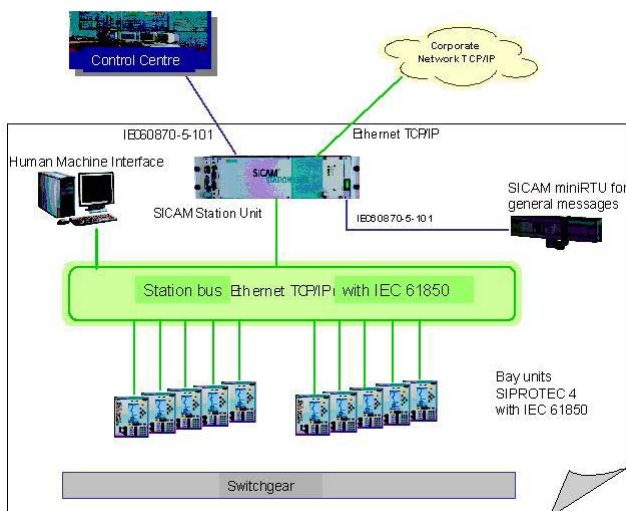 Control Centre
Corporate
Network TCP/IP
IEC60870-5-101
Ethernet TCP/IP
Human Machine Interface
SICAM
SICAM miniRTU for
general messages
SICAM Station Unit
IEC60870-5-101
Station bus Ethernet TCP/IP with IEC 61850
Bay units
SIPROTEC 4
with IEC 61850
Switchgear